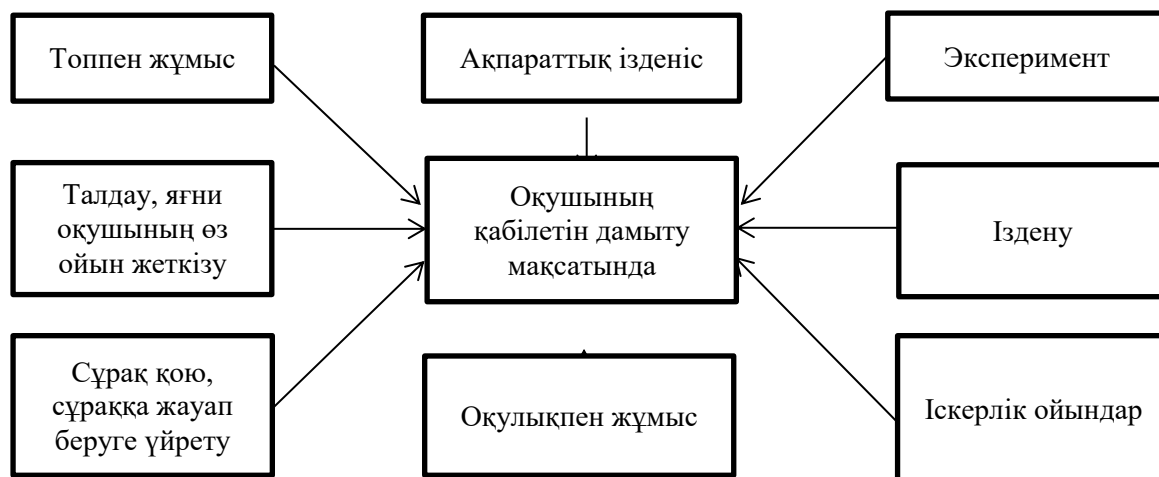 Топпен жұмыс
Ақпараттық ізденіс
Эксперимент
Талдау, яғни
оқушының өз
ойын жеткізу
Оқушының
қабілетін дамыту
мақсатында
Іздену
Сұрақ қою,
сұраққа жауап
беруге үйрету
Оқулықпен жұмыс
Іскерлік ойындар